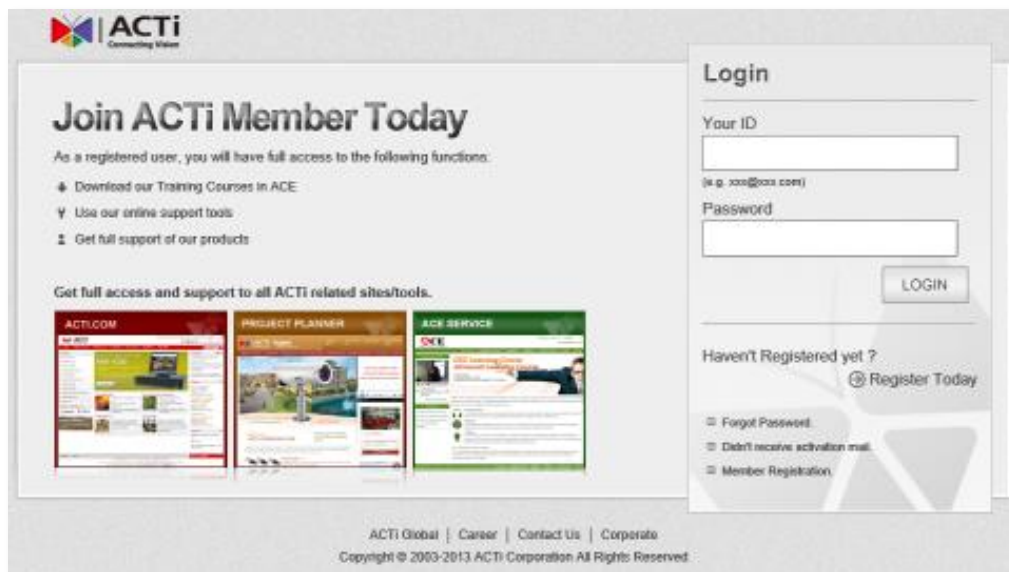 ACTi
Connecting Vision
Join ACTi Member Today
As a registered user, you will have full access to the following functions:
Download our Training Courses in ACE
Use our online support tools
Get full support of our products
Get full access and support to all ACTi related sites/tools.
ACTI.COM
PROJECT PLANNER
ACE SERVICE
ACE
Login
Your ID
(e.g. xxx@xxx.com)
Password
LOGIN
Haven't Registered yet ?
Register Today
Forgot Password.
Didn't receive activation mail.
Member Registration.
ACTi Global | Career | Contact Us | Corporate
Copyright © 2003-2013 ACTi Corporation All Rights Reserved